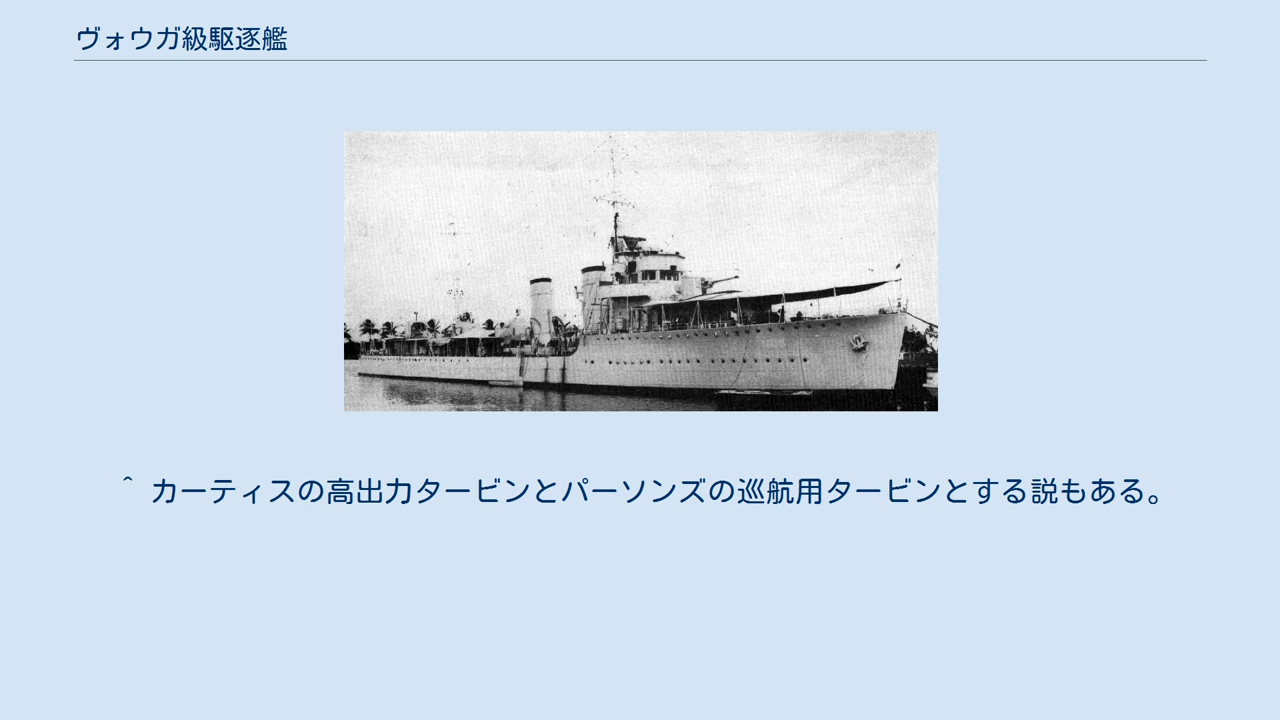 ヴォウガ級駆逐艦
^ カーティスの高出力タービンとパーソンズの巡航用タービンとする説もある。